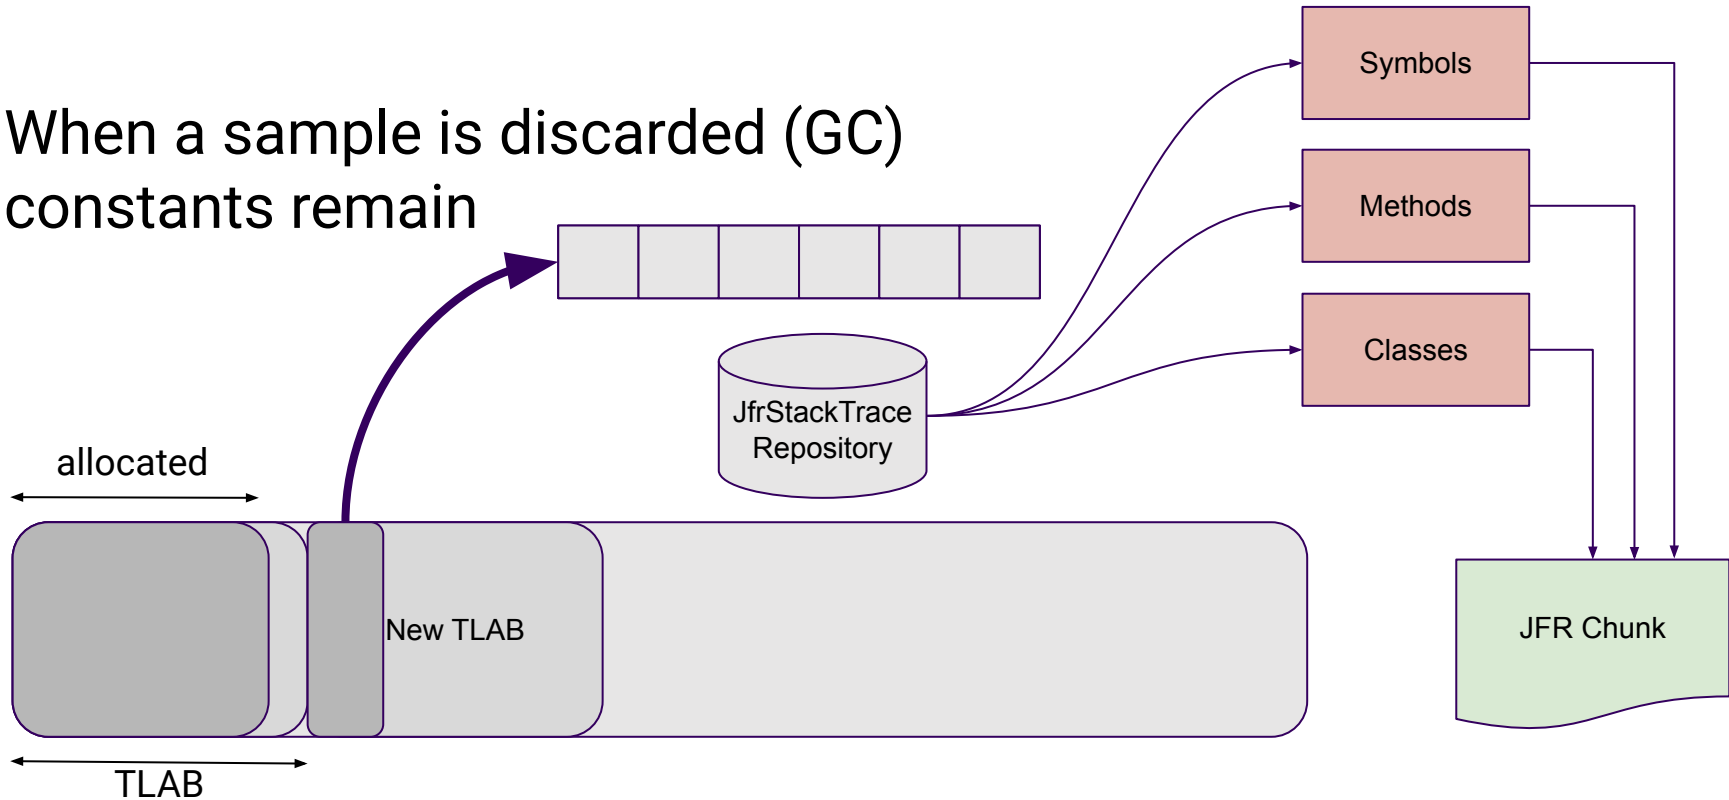 When a sample is discarded (GC)
constants remain
Symbols
Methods
Classes
JfrStackTrace
Repository
allocated
New TLAB
JFR Chunk
TLAB